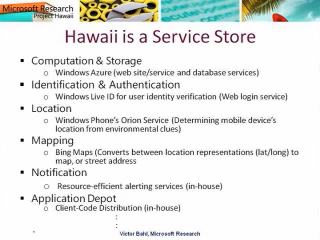 Microsoft Research
Project Hawaii
Hawaii is a Service Store
▪ Computation & Storage
o Windows Azure (web site/service and database services)
▪ Identification & Authentication
o Windows Live ID for user identity verification (Web login service)
▪ Location
o Windows Phone's Orion Service (Determining mobile device's
location from environmental clues)
▪ Mapping
o Bing Maps (Converts between location representations (lat/long) to
map, or street address
▪ Notification
o Resource-efficient alerting services (in-house)
▪ Application Depot
o Client-Code Distribution (in-house)
:
:
Victor Bahl, Microsoft Research